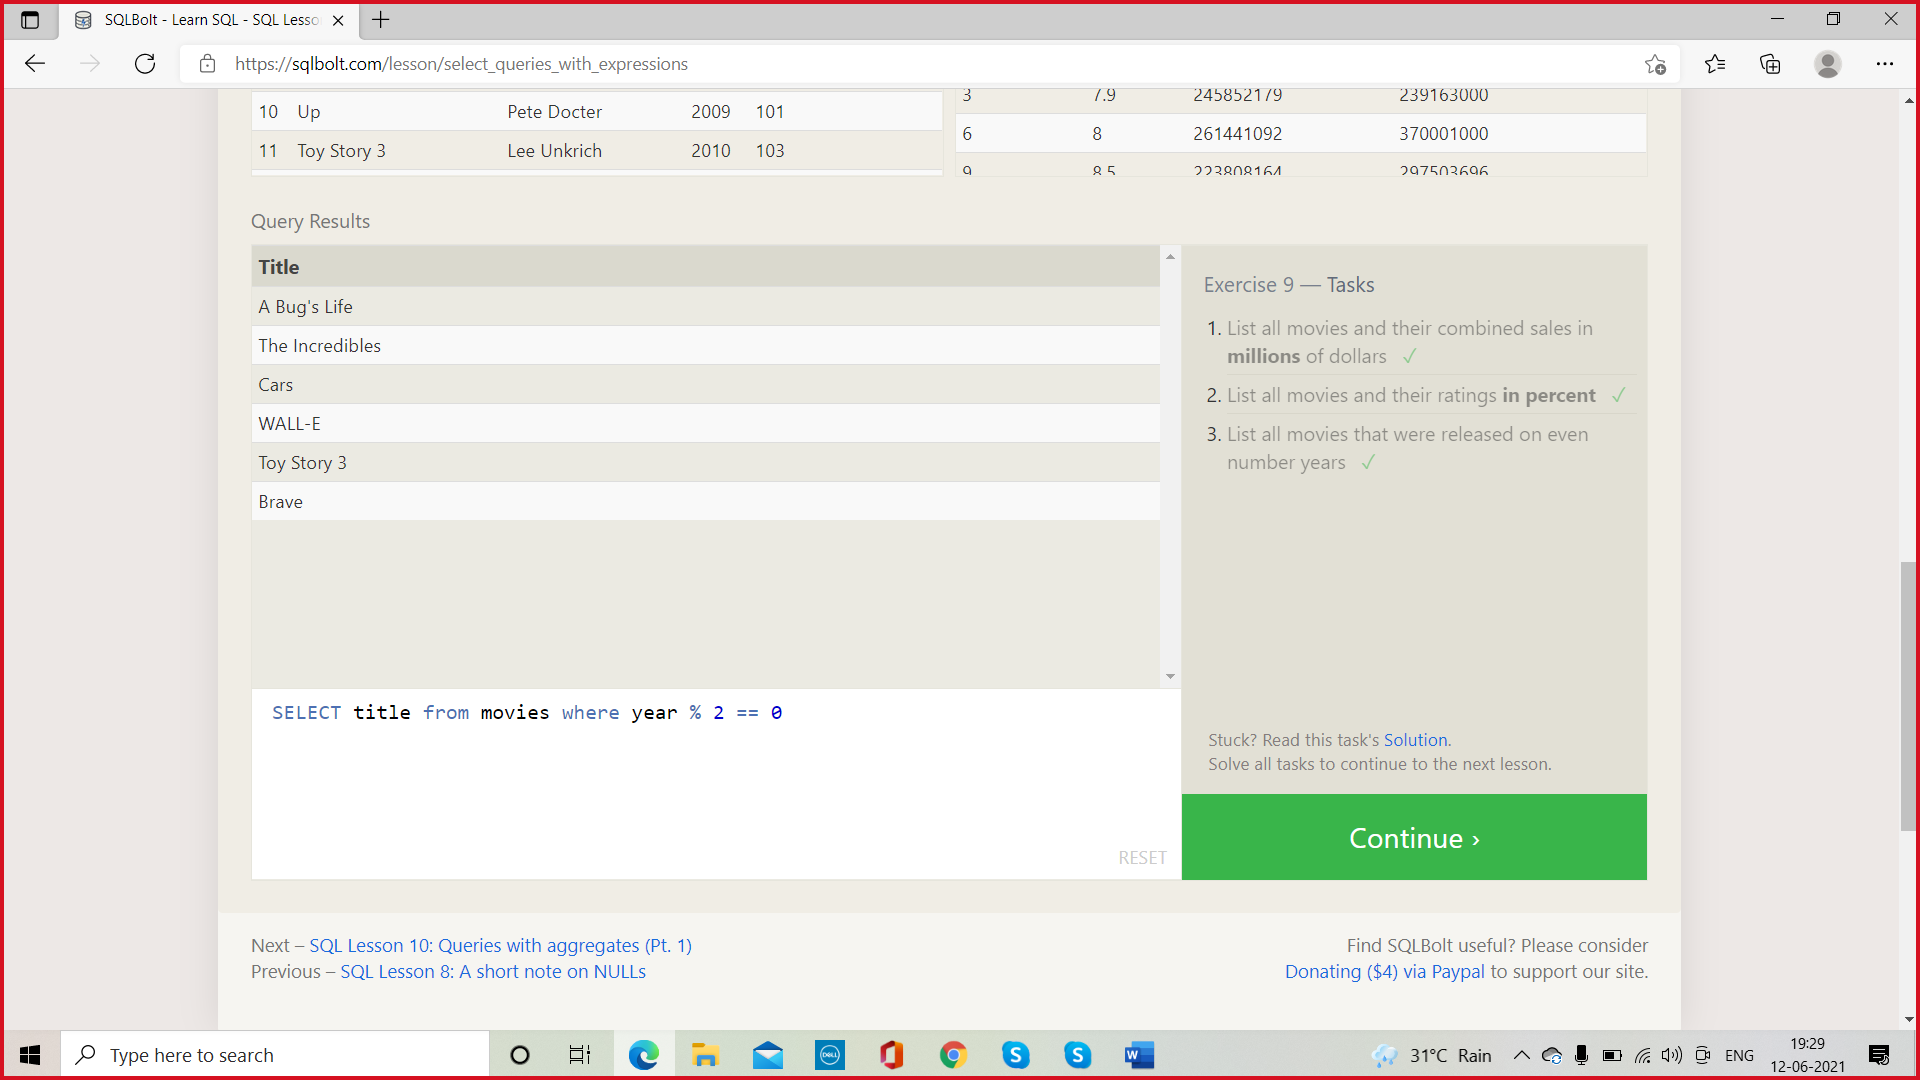 SQLBolt - Learn SQL - SQL Lesso
https://sqlbolt.com/lesson/select_queries_with_expressions
10 Up Pete Docter 2009 101
11 Toy Story 3 Lee Unkrich 2010 103
3 7.9 245852179 239163000
6 8 261441092 370001000
9 8.5 223808164 297503696
Query Results
Title
A Bug's Life
The Incredibles
Cars
WALL-E
Toy Story 3
Brave
SELECT title from movies where year % 2 == 0
RESET
Exercise 9 — Tasks
1. List all movies and their combined sales in
millions of dollars ✓
2. List all movies and their ratings in percent ✓
3. List all movies that were released on even
number years ✓
Stuck? Read this task's Solution.
Solve all tasks to continue to the next lesson.
Continue ›
Next – SQL Lesson 10: Queries with aggregates (Pt. 1)
Previous – SQL Lesson 8: A short note on NULLs
Find SQLBolt useful? Please consider
Donating ($4) via Paypal to support our site.
Type here to search
DELL
S
S
W
31°C Rain
ENG
19:29
12-06-2021